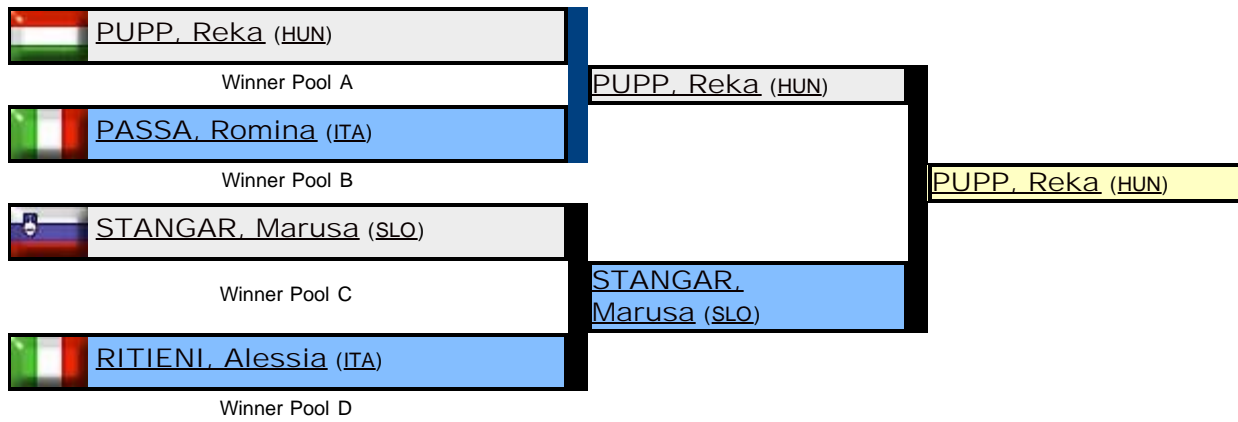 PUPP, Reka (HUN)
Winner Pool A
PASSA, Romina (ITA)
Winner Pool B
STANGAR, Marusa (SLO)
Winner Pool C
RITIENI, Alessia (ITA)
Winner Pool D
PUPP, Reka (HUN)
STANGAR,
Marusa (SLO)
PUPP, Reka (HUN)